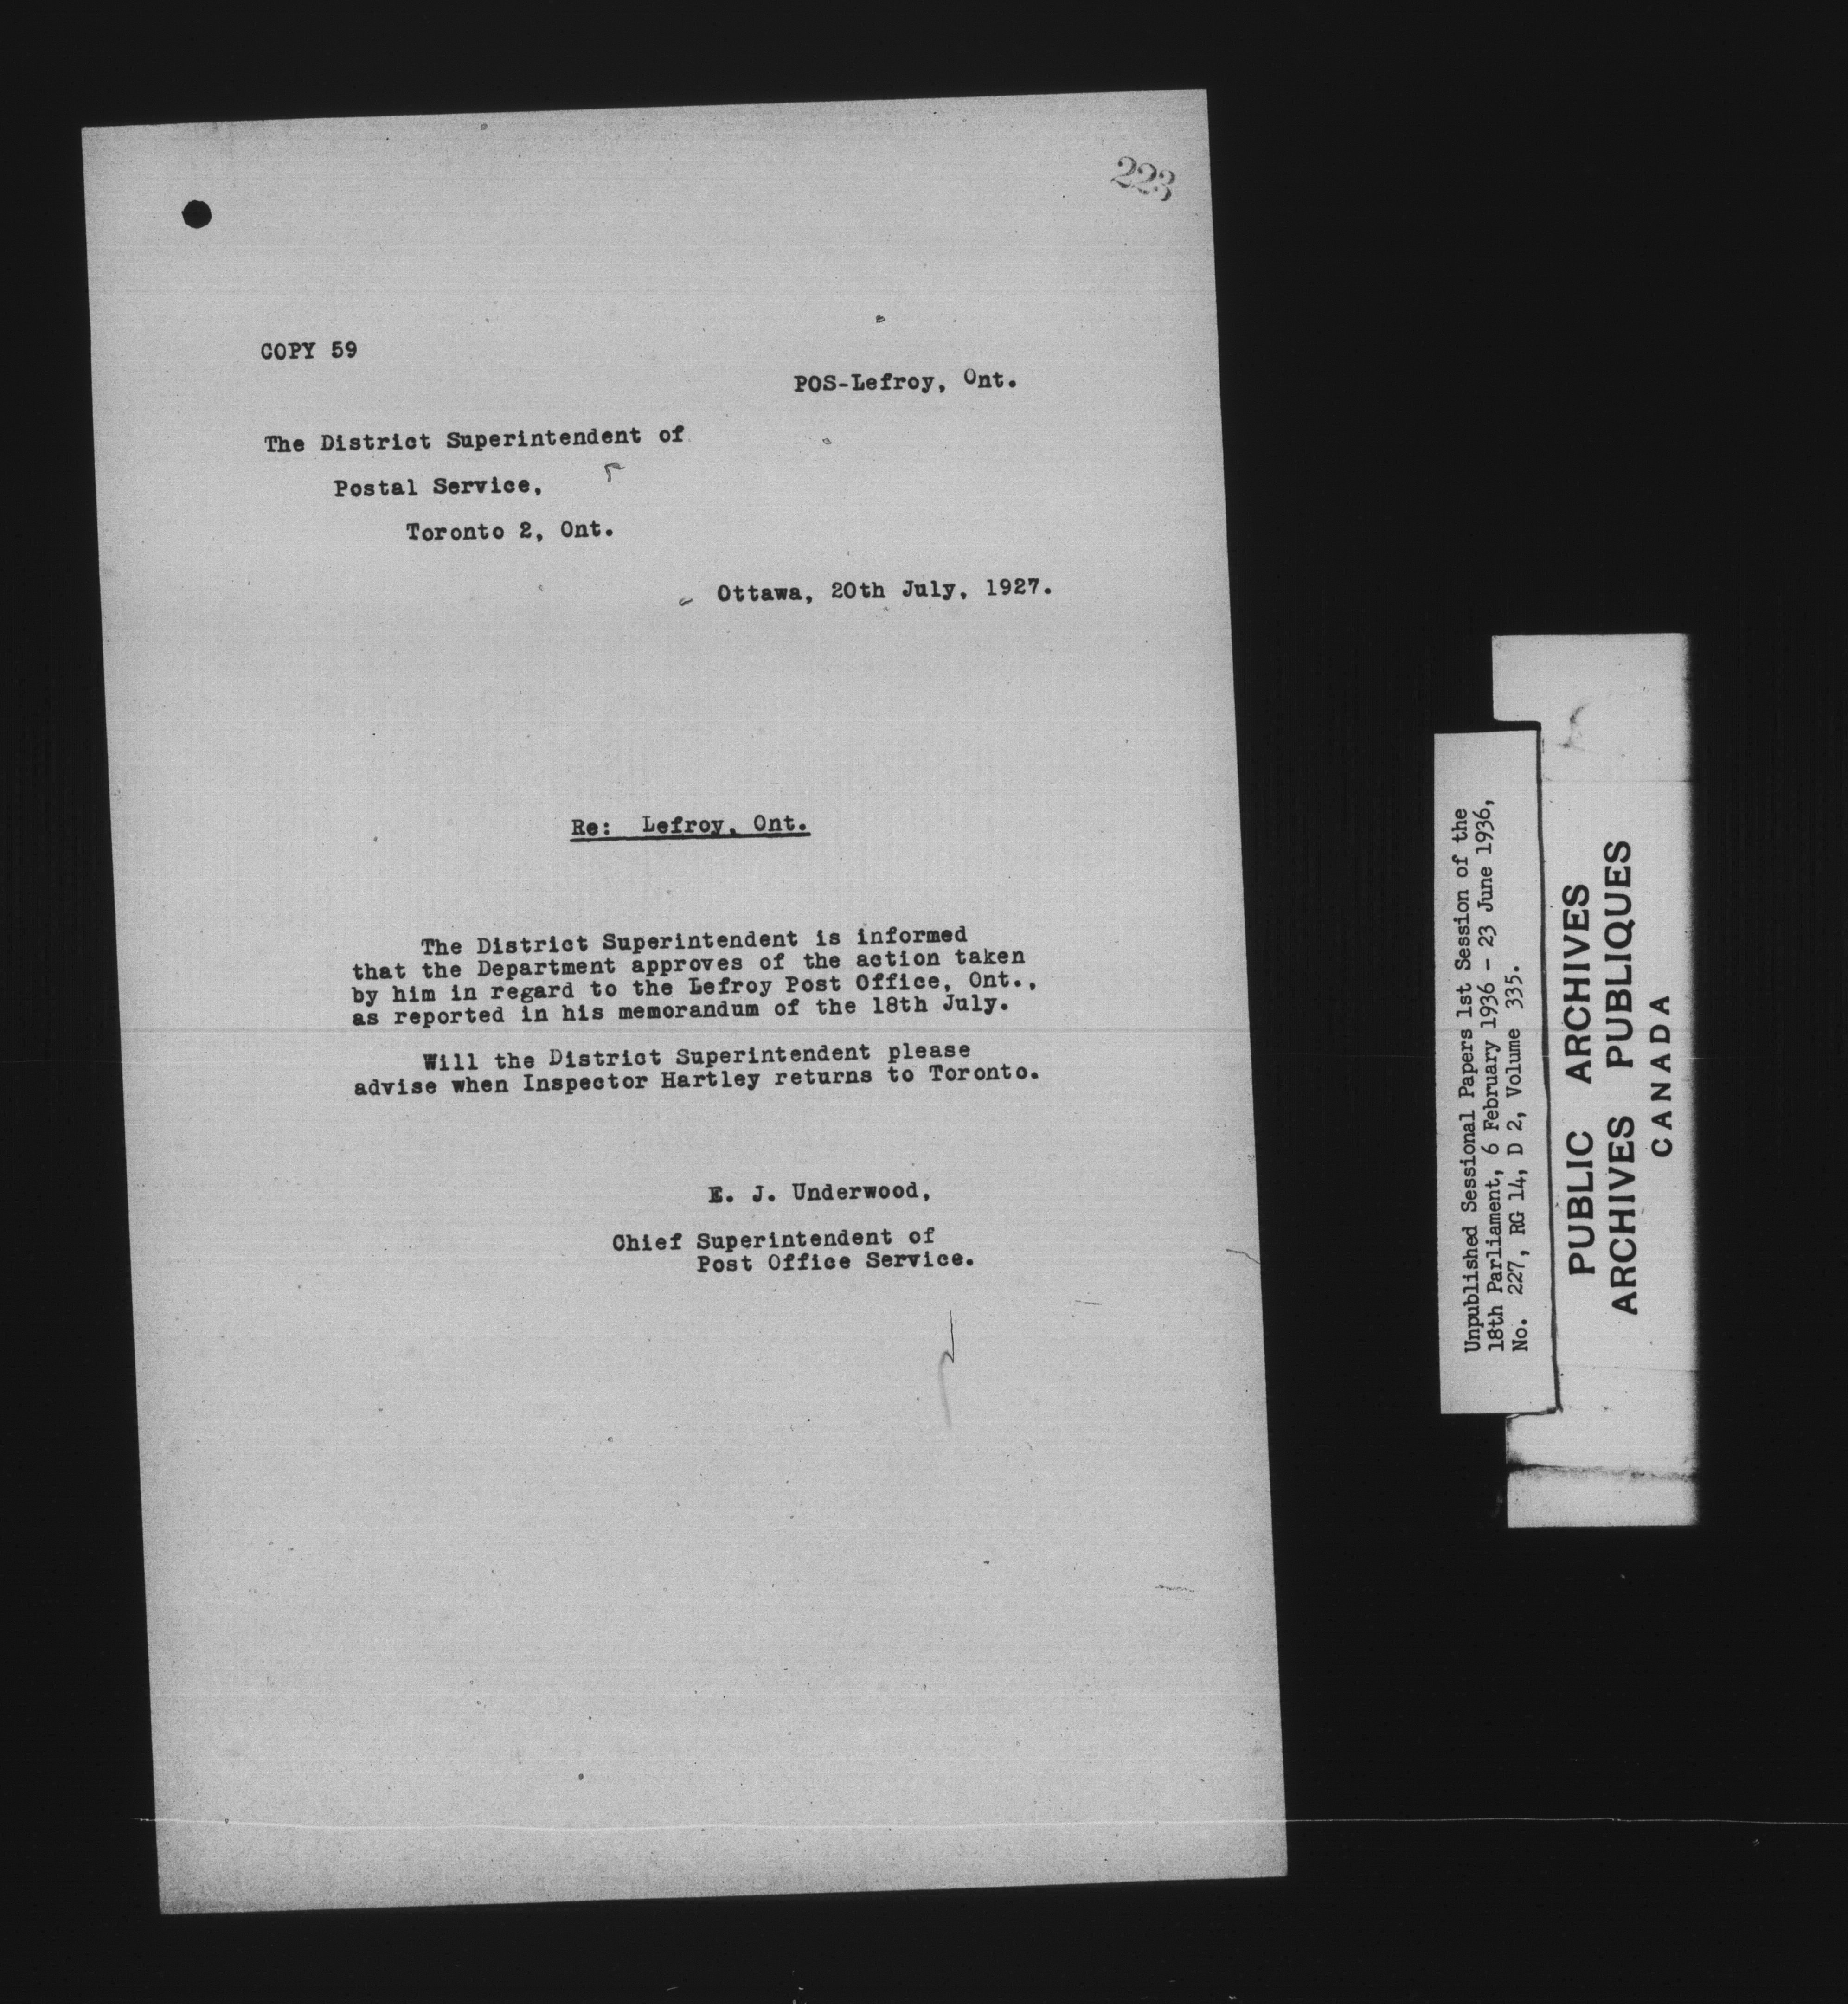 223
COPY 59
POS-Lefroy, Ont.
The District Superintendent of
Postal Service,
Toronto 2, Ont.
Ottawa, 20th July, 1927.
Re: Lefroy, Ont.
The District Superintendent is informed
that the Department approves of the action taken
by him in regard to the Lefroy Post Office, Ont.,
as reported in his memorandum of the 18th July.
Will the District Superintendent please
advise when Inspector Hartley returns to Toronto.
E. J. Underwood,
Chief Superintendent of
Post Office Service.
Unpublished Sessional Papers 1st Session of the
18th Parliament, 6 February 1936 - 23 June 1936,
No. 227, RG 14, D 2, Volume 335.
PUBLIC ARCHIVES
ARCHIVES PUBLIQUES
CANADA